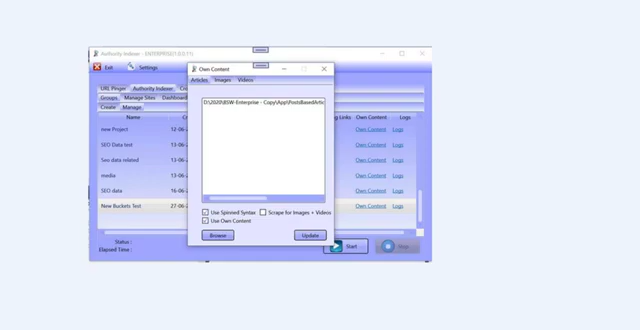 Authority Indexer - ENTERPRISE(1.0.0.11)
Exit Settings
Own Content
Articles Images Videos
URL Pinger Authority Indexer
Groups Manage Sites Dashboard
Create Manage
Name Links Own Content Logs
D:\2020\BSW-Enterprise - Copy\App\PostsBasedArtic
new Project 12-06- Own Content Logs
SEO Data test 13-06- Own Content Logs
Seo data related 13-06- Own Content Logs
media 13-06- Own Content Logs
SEO data 16-06- Own Content Logs
New Buckets Test 27-06- Own Content Logs
Use Spinned Syntax Scrape for Images + Videos
Use Own Content
Browse Update
Status :
Elapsed Time :
Start Stop